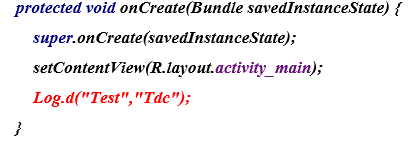 protected void onCreate(Bundle savedInstanceState) {
super.onCreate(savedInstanceState);
setContentView(R.layout.activity_main);
Log.d("Test","Tdc");
}